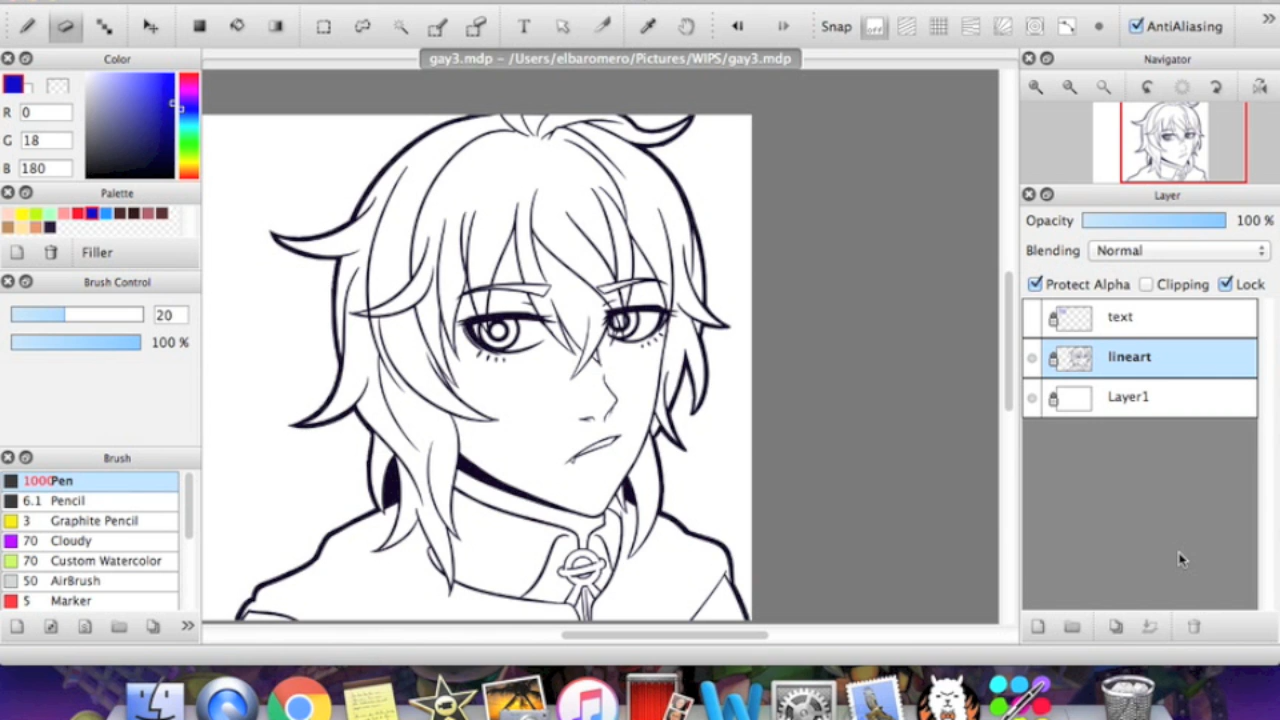 T
Snap
off
AntiAliasing
»
gay3.mdp – /Users/elbaromero/Pictures/WIPS/gay3.mdp
Color
R 0
G 18
B 180
Palette
Filler
Brush Control
20
100 %
Brush
1000 Pen
6.1 Pencil
3 Graphite Pencil
70 Cloudy
70 Custom Watercolor
50 AirBrush
5 Marker
»
Navigator
Layer
Opacity 100 %
Blending Normal
Protect Alpha Clipping Lock
text
lineart
Layer1